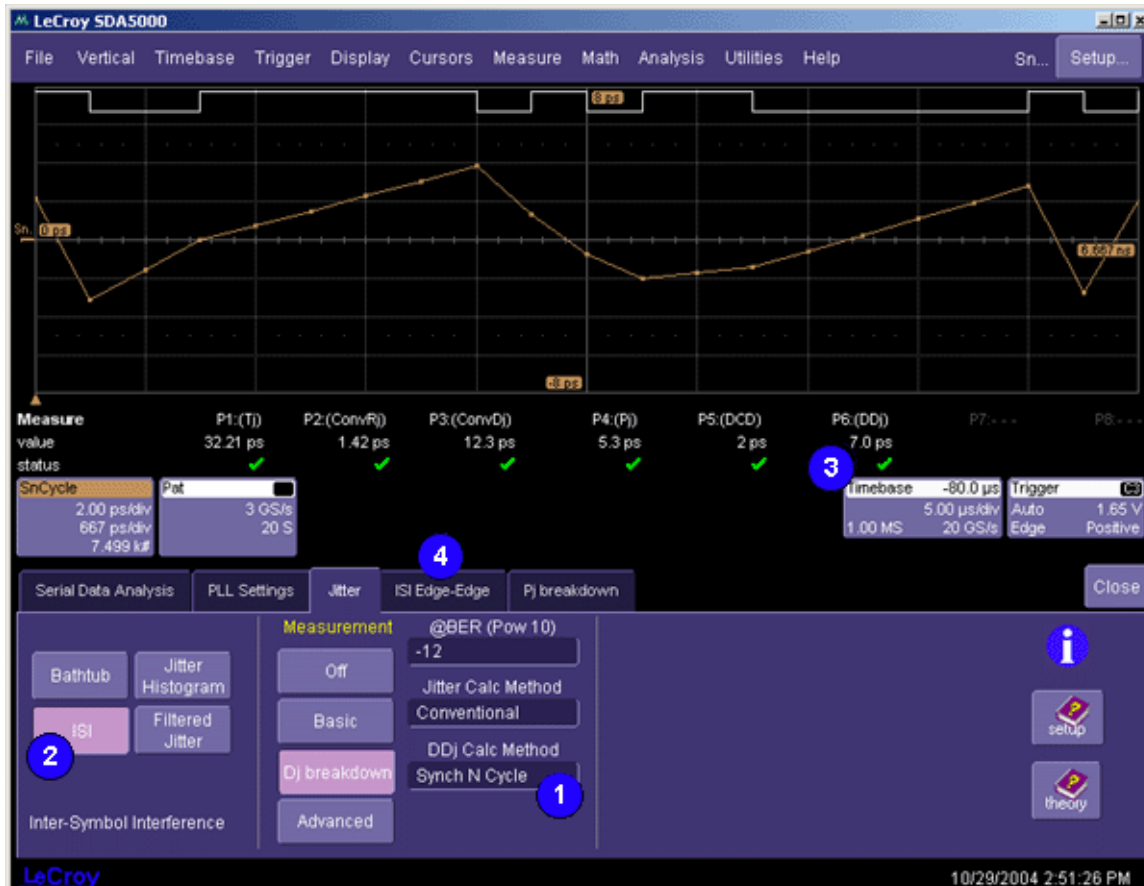 LeCroy SDA5000
File Vertical Timebase Trigger Display Cursors Measure Math Analysis Utilities Help Sn... Setup...
8 ps
Sn. 0 ps
6.667 ns
-8 ps
Measure P1:(Tj) P2:(ConvRj) P3:(ConvDj) P4:(Pj) P5:(DCD) P6:(DDj) P7:- - - P8:- - -
value 32.21 ps 1.42 ps 12.3 ps 5.3 ps 2 ps 7.0 ps
status
3
SnCycle Pat Timebase -80.0 µs Trigger C3
2.00 ps/div 3 GS/s 5.00 µs/div Auto 1.65 V
667 ps/div 20 S 1.00 MS 20 GS/s Edge Positive
7.499 k#
4
Serial Data Analysis PLL Settings Jitter ISI Edge-Edge Pj breakdown Close
Measurement @BER (Pow 10)
-12
Bathtub Jitter Histogram Off
Jitter Calc Method
ISI Filtered Jitter Basic Conventional
2
DDj Calc Method
Dj breakdown Synch N Cycle
1
Inter-Symbol Interference Advanced
i
setup
theory
LeCroy 10/29/2004 2:51:26 PM